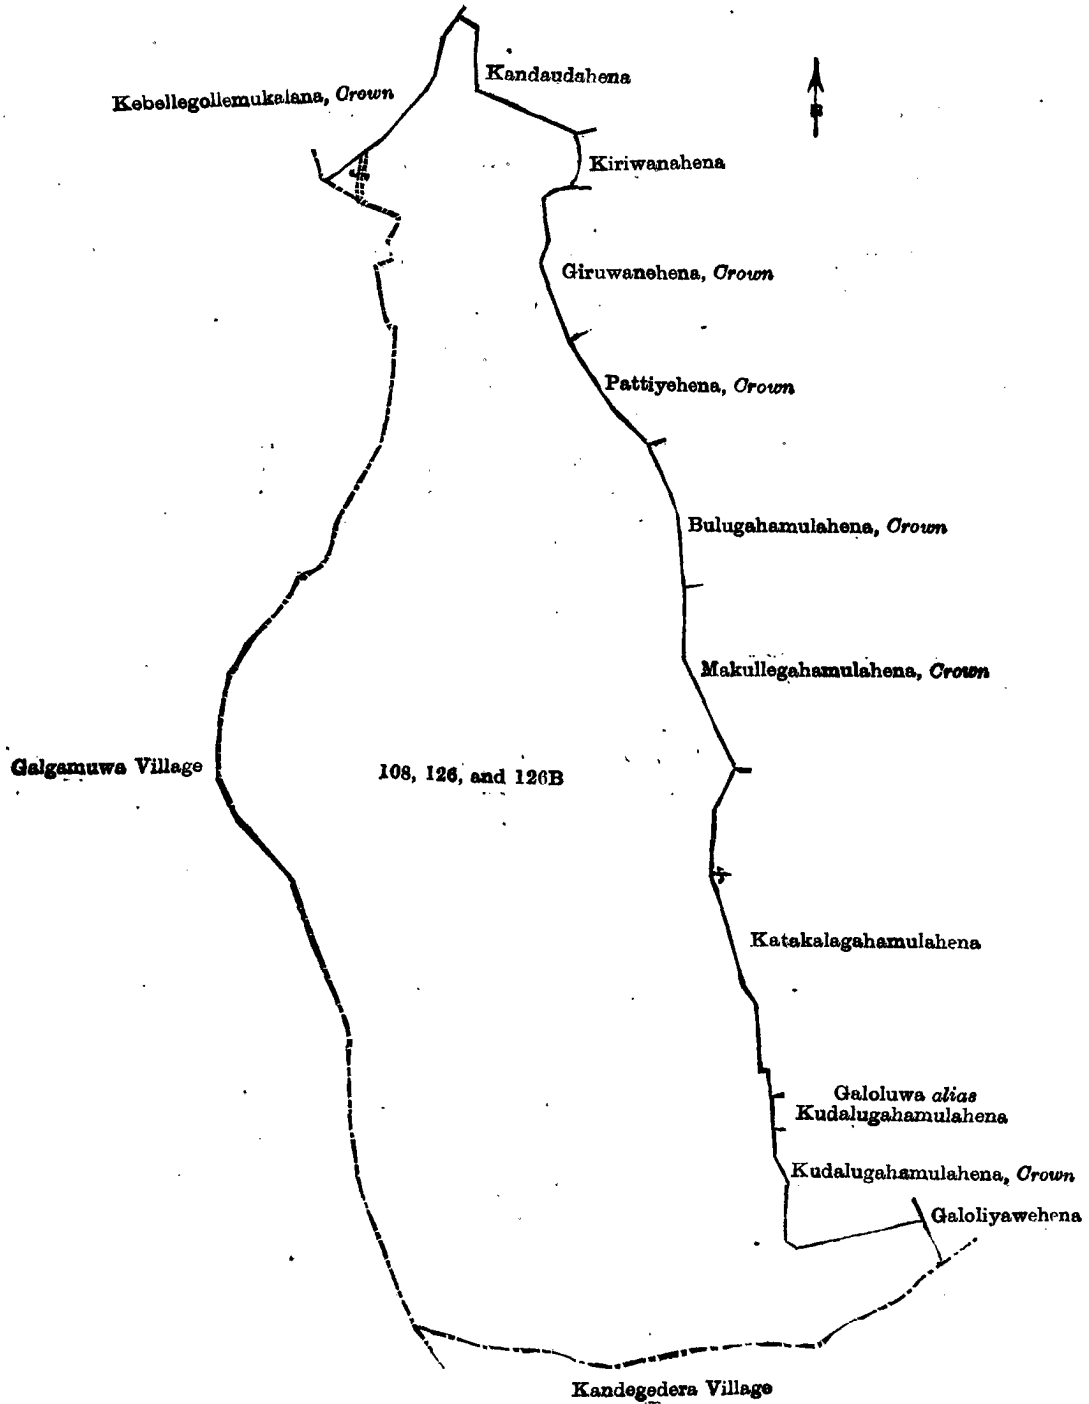 Kandaudahena
Kebellegollemukalana, Crown
Kiriwanahena
Giruwanehena, Crown
Pattiyehena, Crown
Bulugahamulahena, Crown
Makullegahamulahena, Crown
Galgamuwa Village
108, 126, and 126B
Katakalagahamulahena
Galoluwa alias
Kudalugahamulahena
Kudalugahamulahena, Crown
Galoliyawehena
Kandegedera Village